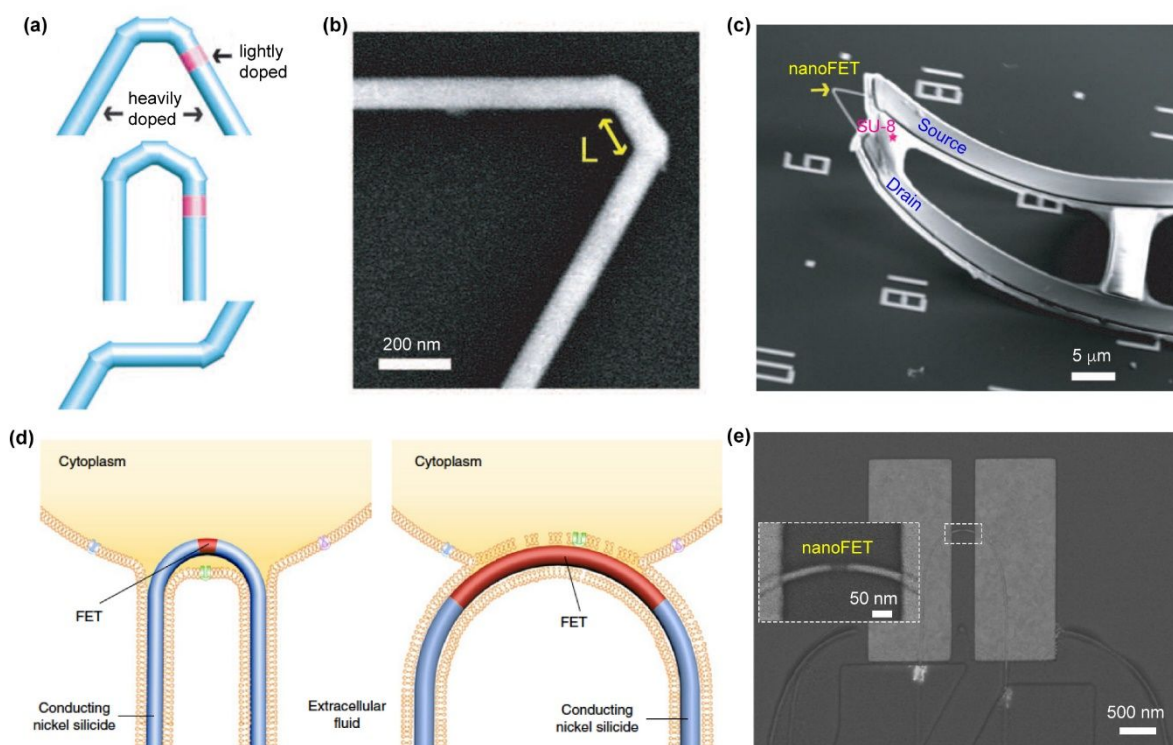 (a)
lightly
doped
heavily
doped
(b)
L
200 nm
(c)
nanoFET
SU-8
Source
Drain
5 μm
(d)
Cytoplasm
FET
Conducting
nickel silicide
Extracellular
fluid
Cytoplasm
FET
Conducting
nickel silicide
(e)
nanoFET
50 nm
500 nm